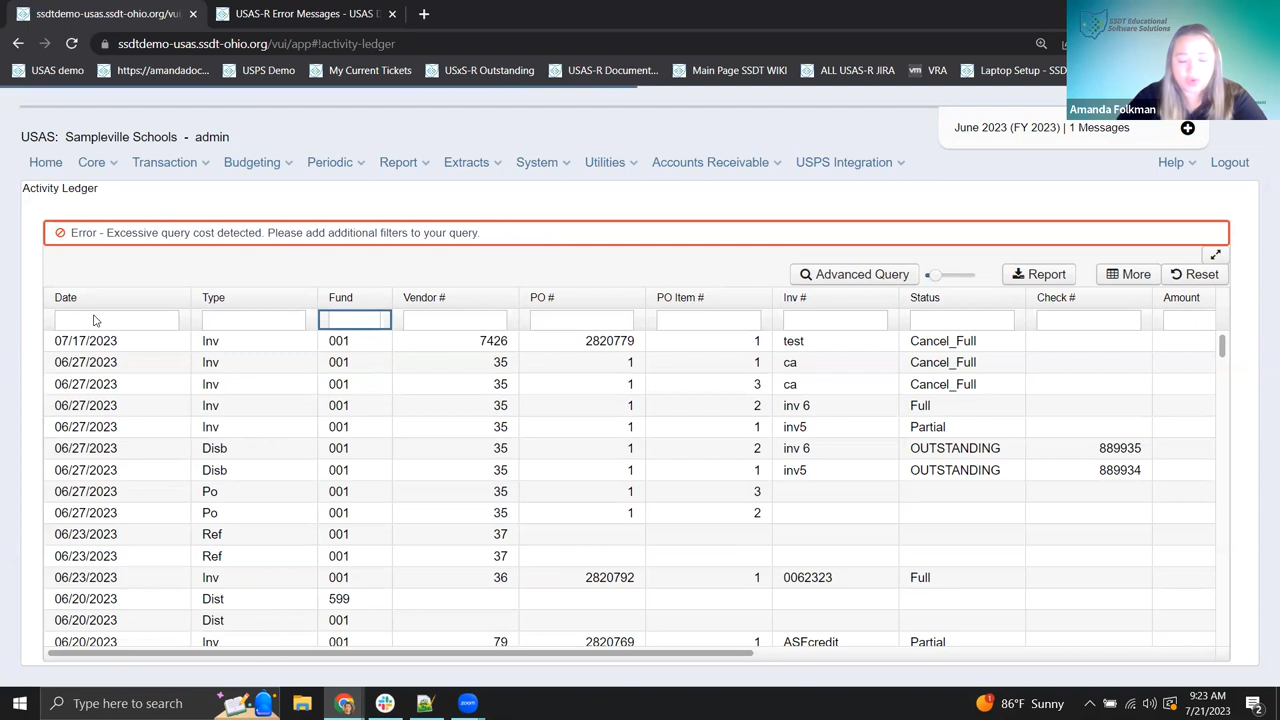 ssdtdemo-usas.ssdt-ohio.org/vui
USAS-R Error Messages - USAS D
ssdtdemo-usas.ssdt-ohio.org/vui/app#!activity-ledger
USAS demo
https://amandadoc...
USPS Demo
My Current Tickets
USxS-R Outstanding
USAS-R Document...
Main Page SSDT WIKI
ALL USAS-R JIRA
vm VRA
Laptop Setup - SSD
SSDT Educational
Software Solutions
Amanda Folkman
USAS: Sampleville Schools - admin
June 2023 (FY 2023) | 1 Messages
Home Core Transaction Budgeting Periodic Report Extracts System Utilities Accounts Receivable USPS Integration Help Logout
Activity Ledger
Error - Excessive query cost detected. Please add additional filters to your query.
Advanced Query Report More Reset
Date Type Fund Vendor # PO # PO Item # Inv # Status Check # Amount
07/17/2023 Inv 001 7426 2820779 1 test Cancel_Full
06/27/2023 Inv 001 35 1 1 ca Cancel_Full
06/27/2023 Inv 001 35 1 3 ca Cancel_Full
06/27/2023 Inv 001 35 1 2 inv 6 Full
06/27/2023 Inv 001 35 1 1 inv5 Partial
06/27/2023 Disb 001 35 1 2 inv 6 OUTSTANDING 889935
06/27/2023 Disb 001 35 1 1 inv5 OUTSTANDING 889934
06/27/2023 Po 001 35 1 3
06/27/2023 Po 001 35 1 2
06/23/2023 Ref 001 37
06/23/2023 Ref 001 37
06/23/2023 Inv 001 36 2820792 1 0062323 Full
06/20/2023 Dist 599
06/20/2023 Dist 001
06/20/2023 Inv 001 79 2820769 1 ASFcredit Partial
Type here to search
86°F Sunny
9:23 AM
7/21/2023
2